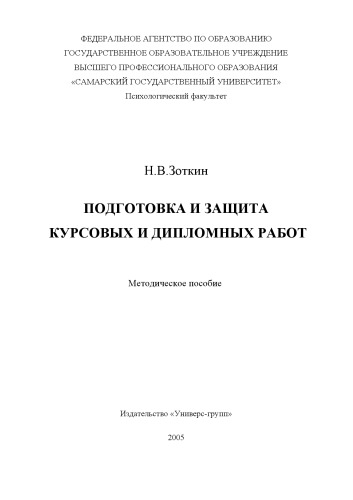 ФЕДЕРАЛЬНОЕ АГЕНТСТВО ПО ОБРАЗОВАНИЮ
ГОСУДАРСТВЕННОЕ ОБРАЗОВАТЕЛЬНОЕ УЧРЕЖДЕНИЕ
ВЫСШЕГО ПРОФЕССИОНАЛЬНОГО ОБРАЗОВАНИЯ
«САМАРСКИЙ ГОСУДАРСТВЕННЫЙ УНИВЕРСИТЕТ»
Психологический факультет
Н.В.Зоткин
ПОДГОТОВКА И ЗАЩИТА
КУРСОВЫХ И ДИПЛОМНЫХ РАБОТ
Методическое пособие
Издательство «Универс-групп»
2005